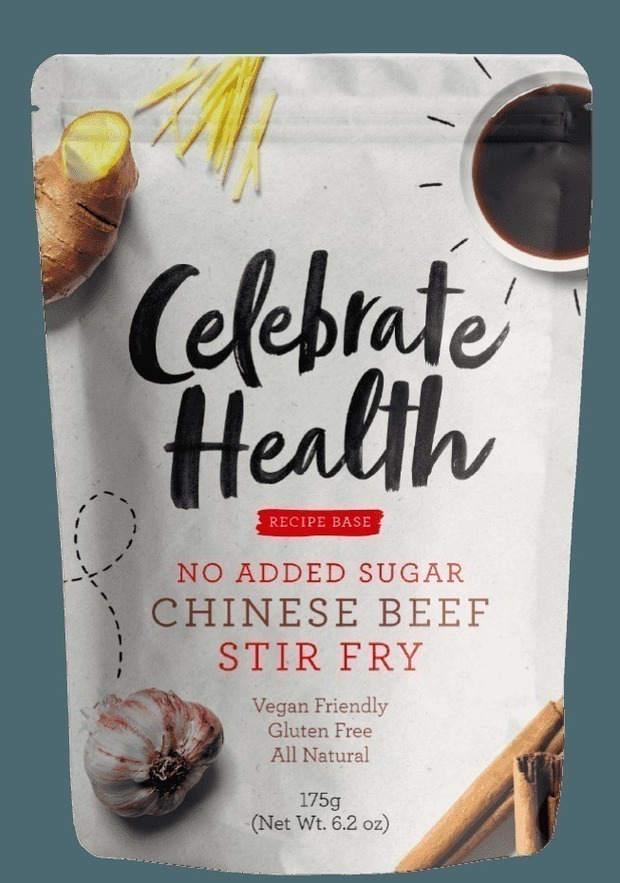 Celebrate
Health
RECIPE BASE
NO ADDED SUGAR
CHINESE BEEF
STIR FRY
Vegan Friendly
Gluten Free
All Natural
175g
(Net Wt. 6.2 oz)